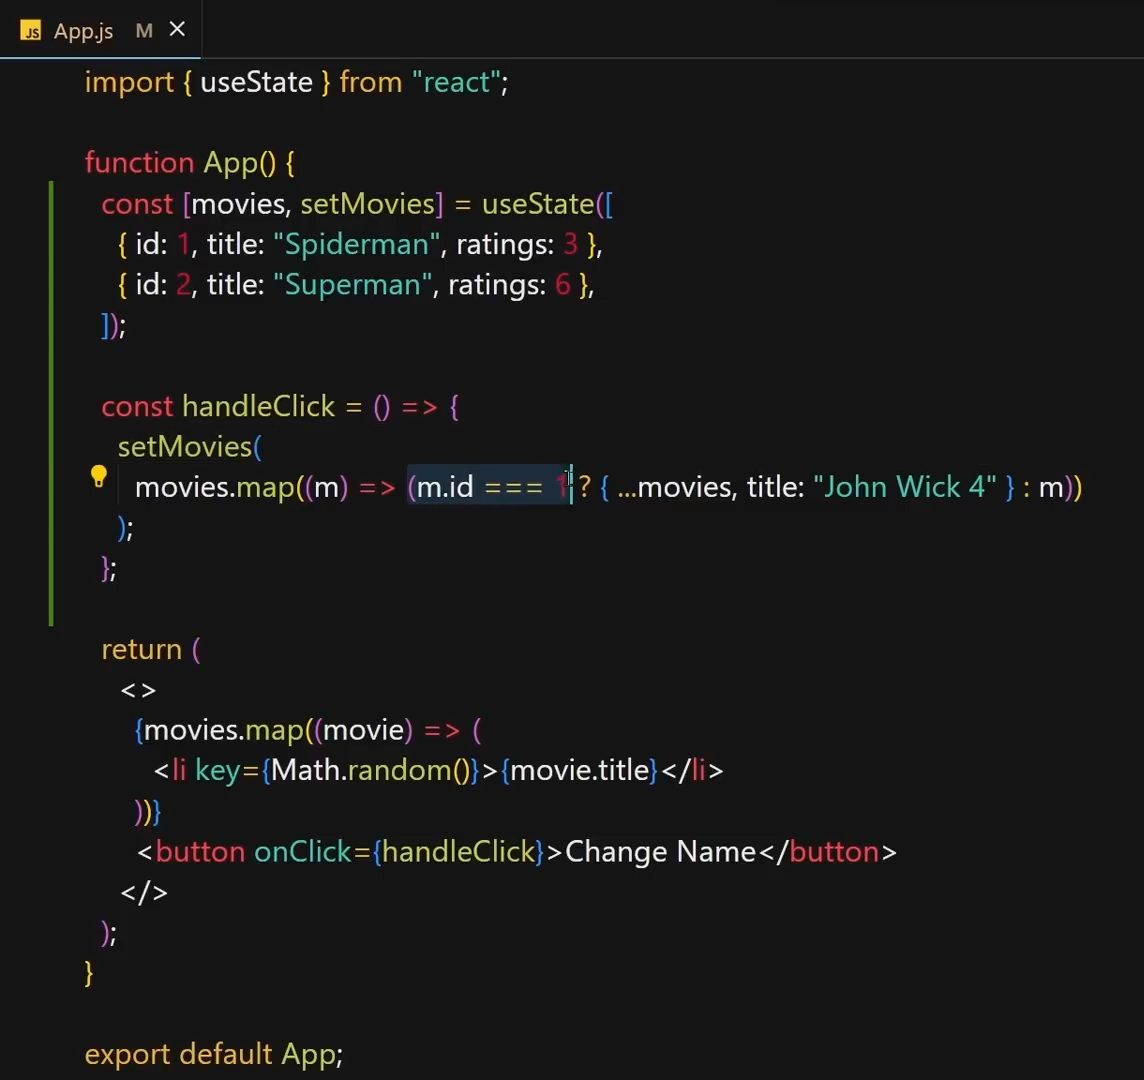 JS App.js M
import { useState } from "react";
function App() {
const [movies, setMovies] = useState([
{ id: 1, title: "Spiderman", ratings: 3 },
{ id: 2, title: "Superman", ratings: 6 },
]);
const handleClick = () => {
setMovies(
movies.map((m) => (m.id === 1 ? { ...movies, title: "John Wick 4" } : m))
);
};
return (
<>
{movies.map((movie) => (
<li key={Math.random()}>{movie.title}</li>
))}
<button onClick={handleClick}>Change Name</button>
</>
);
}
export default App;